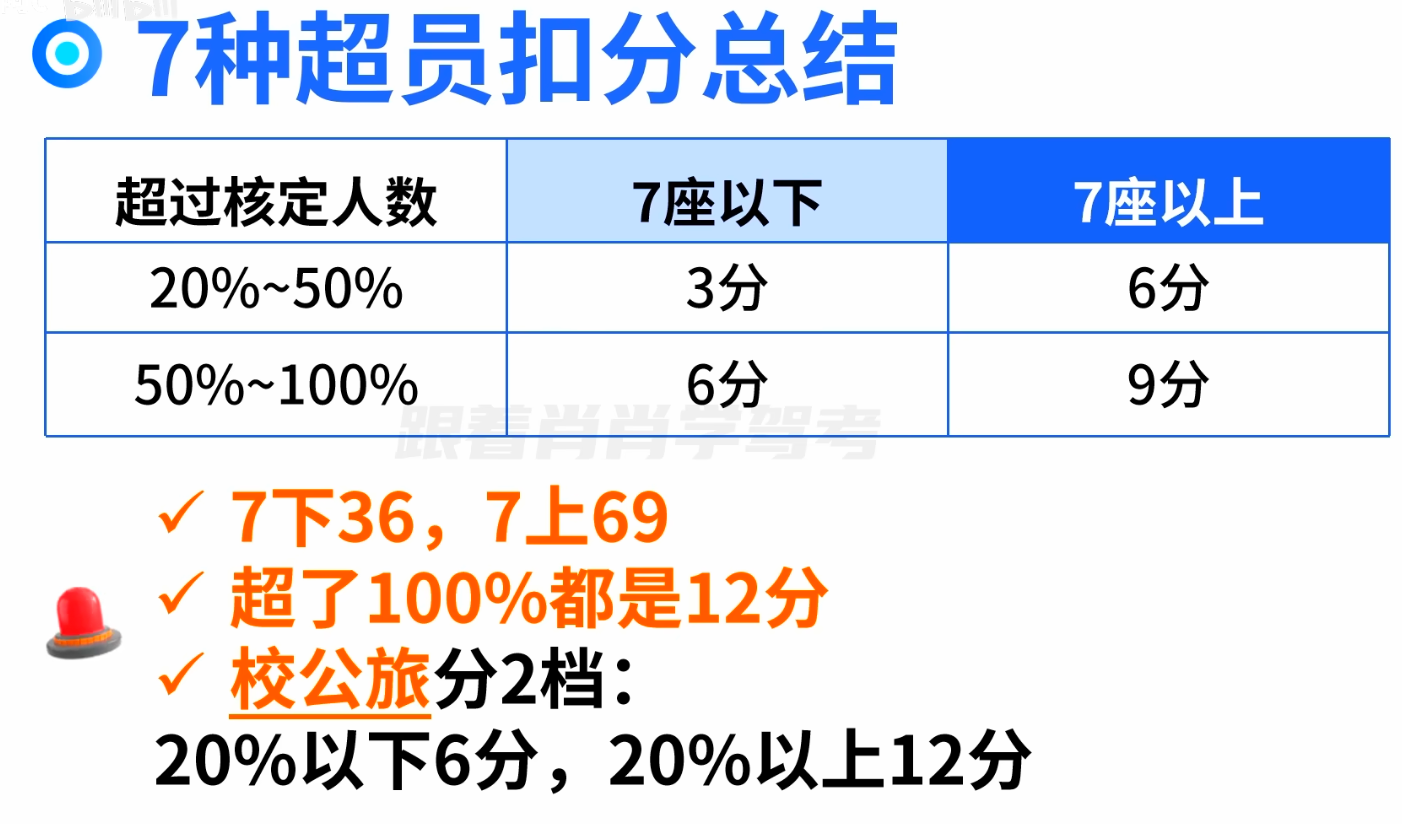 7种超员扣分总结
超过核定人数 7座以下 7座以上
20%~50% 3分 6分
50%~100% 6分 9分
跟着肖肖学驾考
✓ 7下36，7上69
✓ 超了100%都是12分
✓ 校公旅分2档：
20%以下6分，20%以上12分